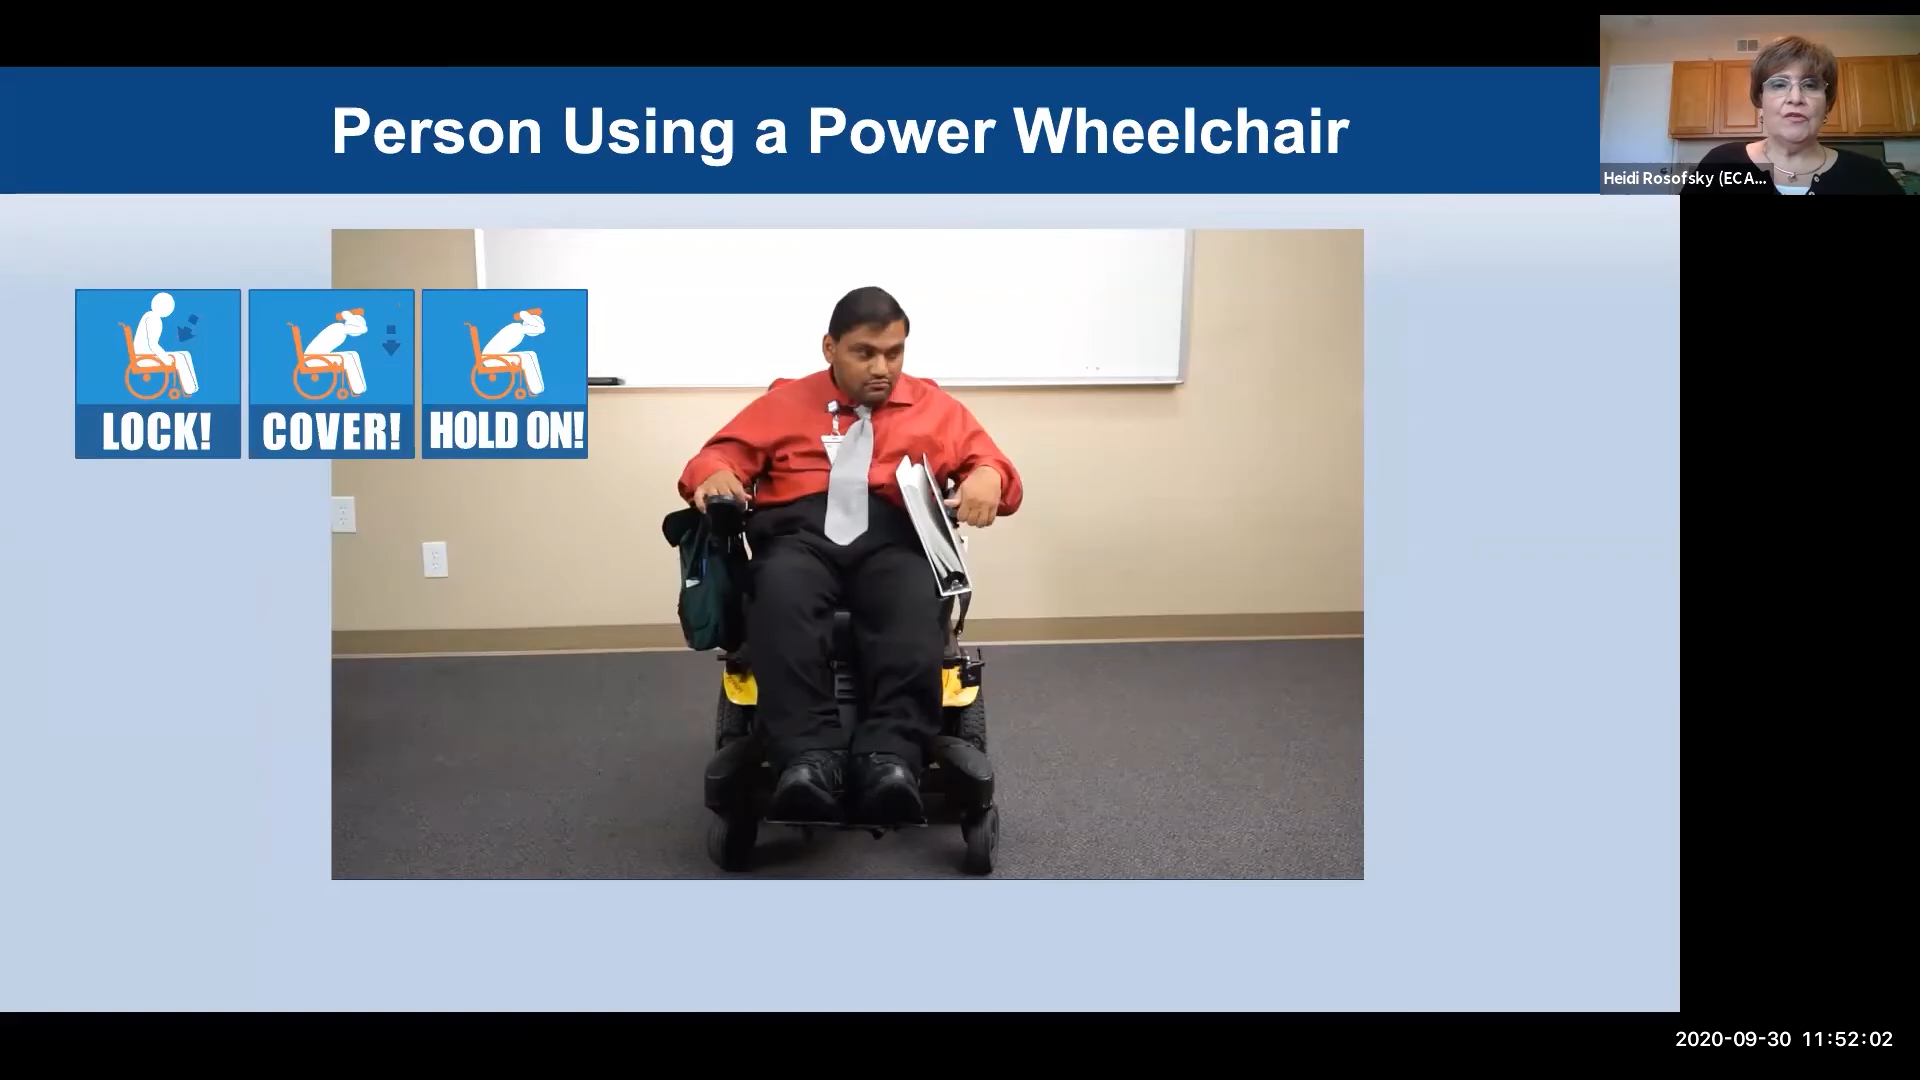 Person Using a Power Wheelchair
Heidi Rosofsky (ECA...
LOCK!
COVER!
HOLD ON!
2020-09-30 11:52:02